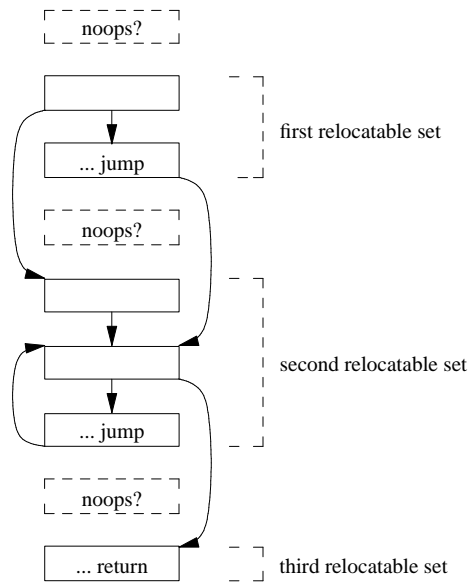 noops?
first relocatable set
... jump
noops?
second relocatable set
... jump
noops?
... return
third relocatable set